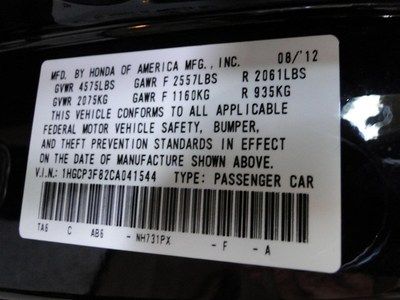 MFD. BY HONDA OF AMERICA MFG., INC. 08/'12
GVWR 4575LBS GAWR F 2557LBS R 2061LBS
GVWR 2075KG GAWR F 1160KG R 935KG
THIS VEHICLE CONFORMS TO ALL APPLICABLE
FEDERAL MOTOR VEHICLE SAFETY, BUMPER,
AND THEFT PREVENTION STANDARDS IN EFFECT
ON THE DATE OF MANUFACTURE SHOWN ABOVE.
V.I.N.: 1HGCP3F82CA041544 TYPE: PASSENGER CAR
TA6 C AB6 - NH731PX - F - A